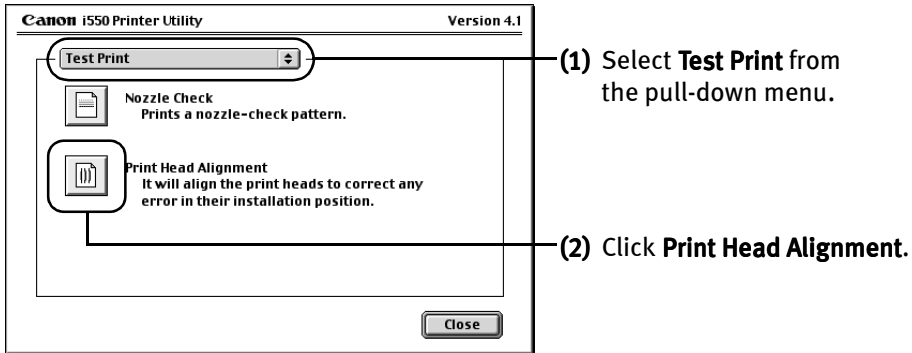 Canon i550 Printer Utility Version 4.1
Test Print
(1) Select Test Print from
the pull-down menu.
Nozzle Check
Prints a nozzle-check pattern.
Print Head Alignment
It will align the print heads to correct any
error in their installation position.
(2) Click Print Head Alignment.
Close